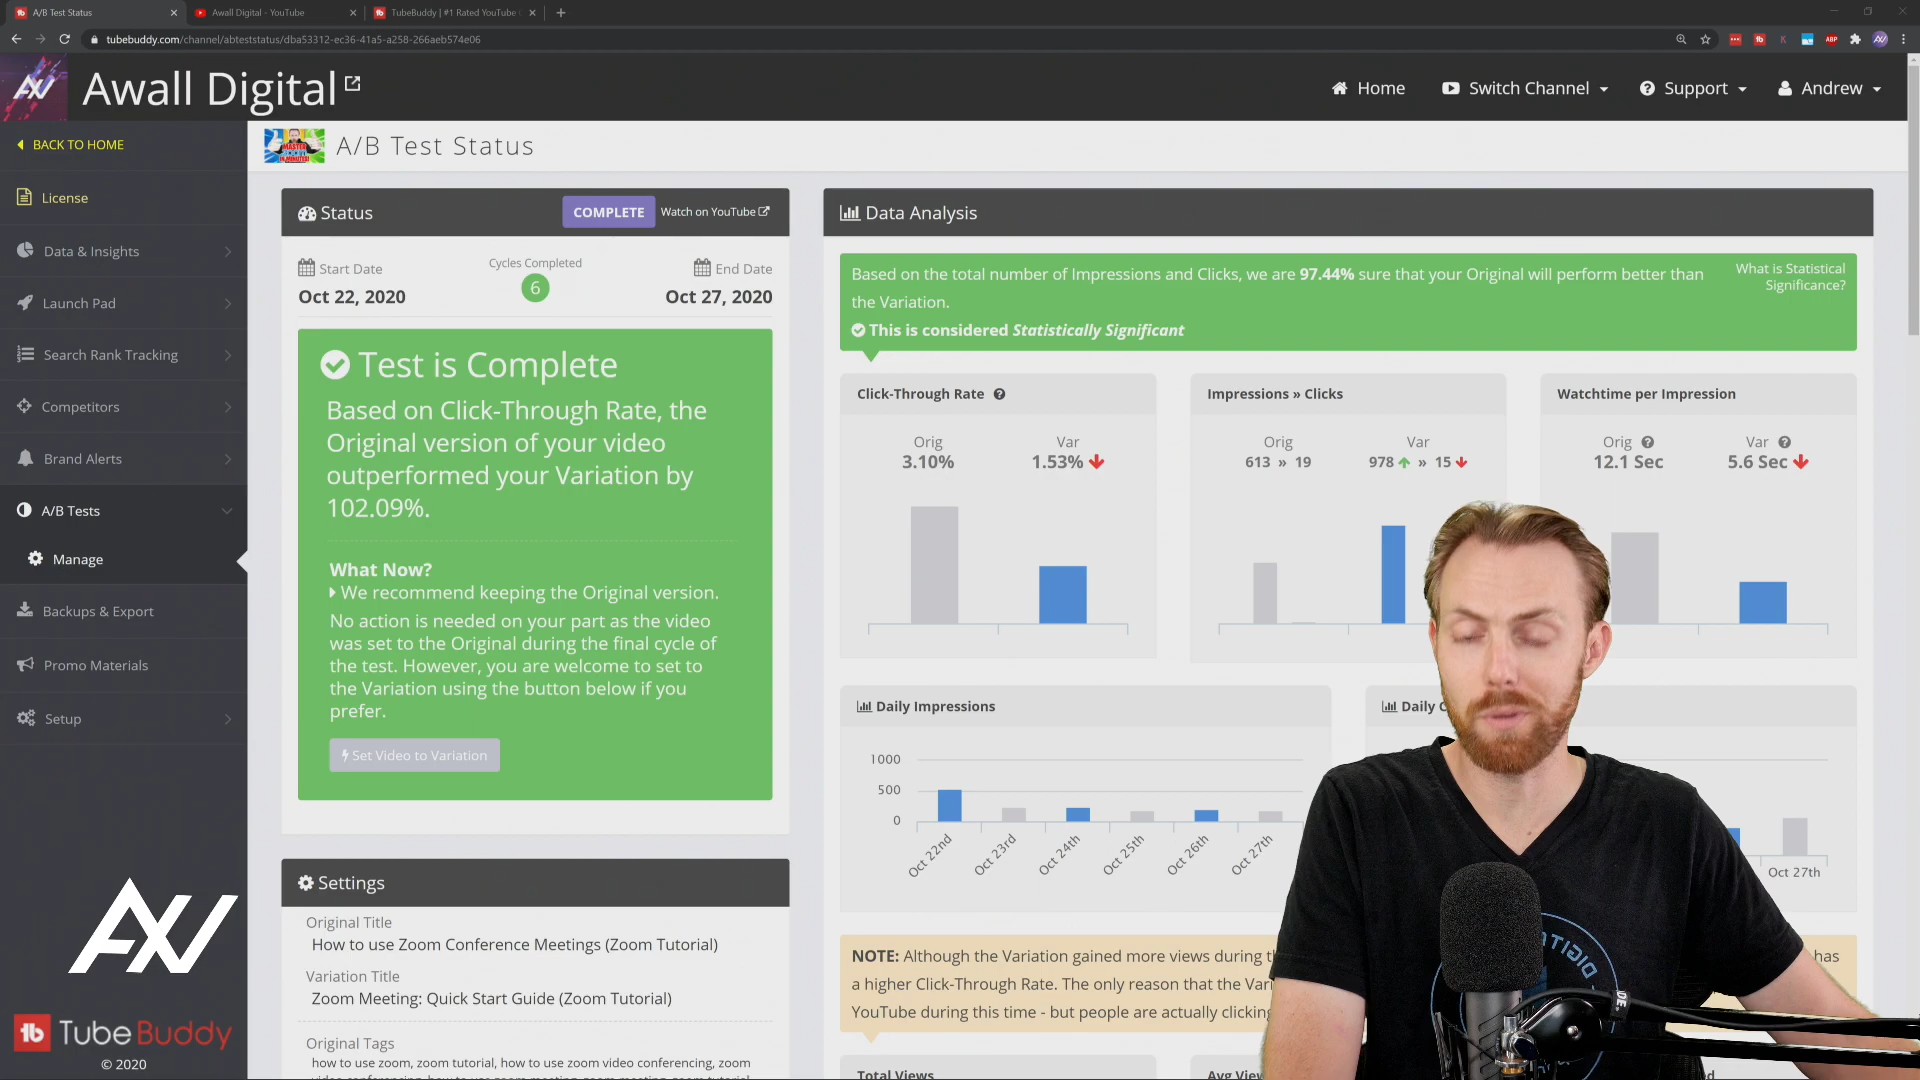 A/B Test Status
Awall Digital - YouTube
TubeBuddy | #1 Rated YouTube
tubebuddy.com/channel/abteststatus/dba53312-ec36-41a5-a258-266aeb574e06
ABP
Awall Digital
Home
Switch Channel
Support
Andrew
BACK TO HOME
License
Data & Insights
Launch Pad
Search Rank Tracking
Competitors
Brand Alerts
A/B Tests
Manage
Backups & Export
Promo Materials
Setup
TubeBuddy
© 2020
MASTER
ZOOM
IN MINUTES!
A/B Test Status
Status
COMPLETE
Watch on YouTube
Start Date
Oct 22, 2020
Cycles Completed
6
End Date
Oct 27, 2020
Test is Complete
Based on Click-Through Rate, the
Original version of your video
outperformed your Variation by
102.09%.
What Now?
We recommend keeping the Original version.
No action is needed on your part as the video
was set to the Original during the final cycle of
the test. However, you are welcome to set to
the Variation using the button below if you
prefer.
Set Video to Variation
Settings
Original Title
How to use Zoom Conference Meetings (Zoom Tutorial)
Variation Title
Zoom Meeting: Quick Start Guide (Zoom Tutorial)
Original Tags
how to use zoom, zoom tutorial, how to use zoom video conferencing, zoom
Data Analysis
Based on the total number of Impressions and Clicks, we are 97.44% sure that your Original will perform better than
the Variation.
This is considered Statistically Significant
What is Statistical
Significance?
Click-Through Rate
Orig
3.10%
Var
1.53%
Impressions » Clicks
Orig
613 » 19
Var
978 » 15
Watchtime per Impression
Orig
12.1 Sec
Var
5.6 Sec
Daily Impressions
1000
500
0
Oct 22nd
Oct 23rd
Oct 24th
Oct 25th
Oct 26th
Oct 27th
Daily
Oct 27th
NOTE: Although the Variation gained more views during has
a higher Click-Through Rate. The only reason that the
YouTube during this time - but people are actually
Total Views
DIGIT